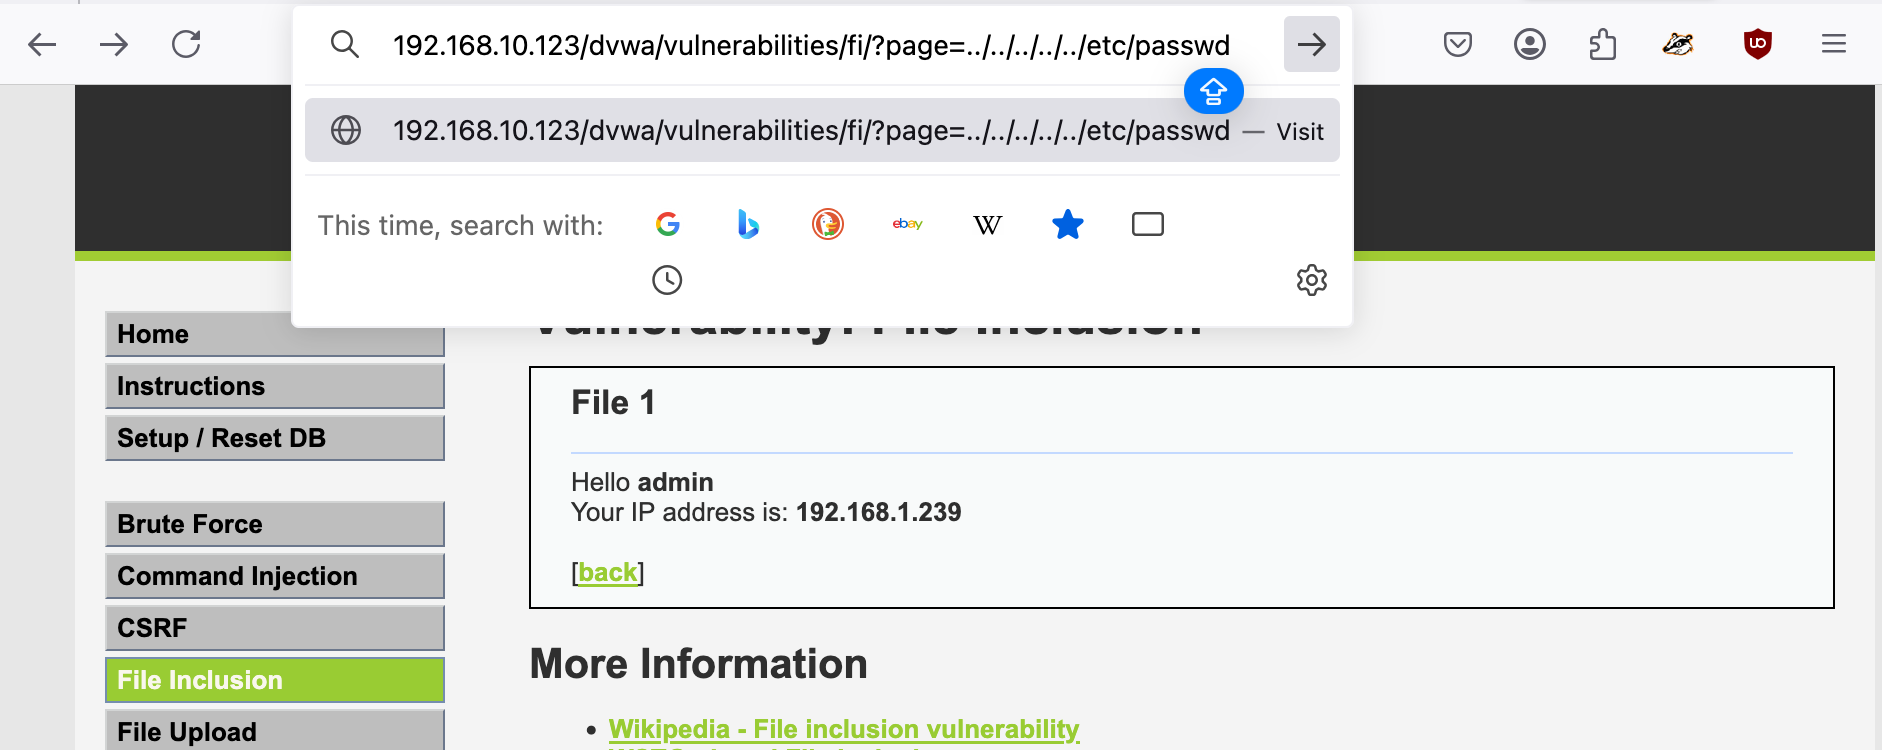 192.168.10.123/dvwa/vulnerabilities/fi/?page=../../../../../etc/passwd
192.168.10.123/dvwa/vulnerabilities/fi/?page=../../../../../etc/passwd — Visit
This time, search with:
ebay
W
Home
Vulnerability: File Inclusion
Instructions
File 1
Setup / Reset DB
Hello admin
Your IP address is: 192.168.1.239
Brute Force
[back]
Command Injection
CSRF
More Information
File Inclusion
File Upload
Wikipedia - File inclusion vulnerability